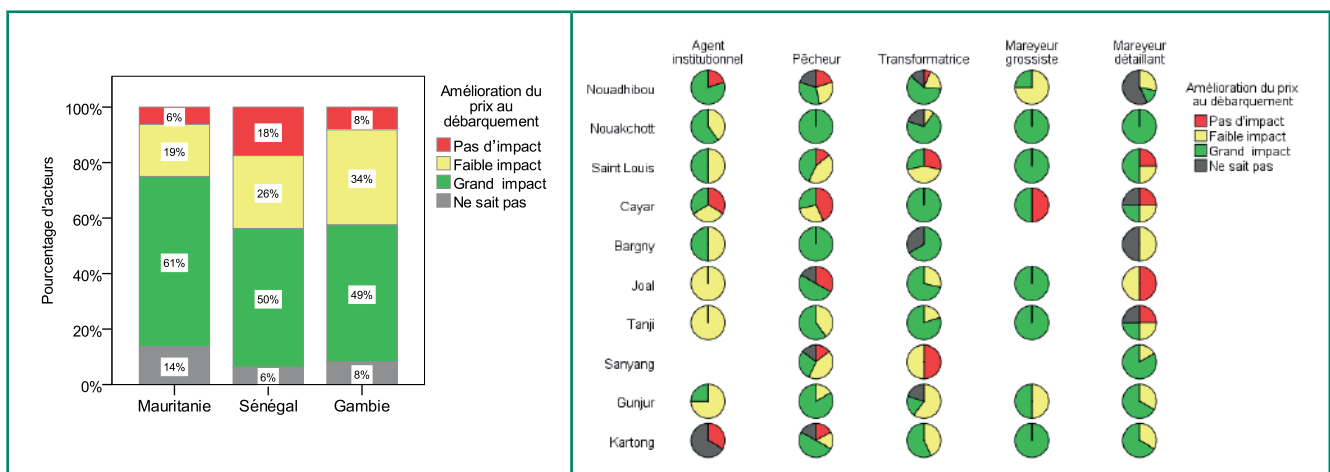 Pourcentage d'acteurs
100%
80%
60%
40%
20%
0%
6%
19%
61%
14%
18%
26%
50%
6%
8%
34%
49%
8%
Mauritanie Sénégal Gambie
Amélioration du
prix au
débarquement
Pas d'impact
Faible impact
Grand impact
Ne sait pas
Agent
institutionnel
Pêcheur
Transformatrice
Mareyeur
grossiste
Mareyeur
détaillant
Nouadhibou
Nouakchott
Saint Louis
Cayar
Bargny
Joal
Tanji
Sanyang
Gunjur
Kartong
Amélioration du prix
au débarquement
Pas d'impact
Faible impact
Grand impact
Ne sait pas